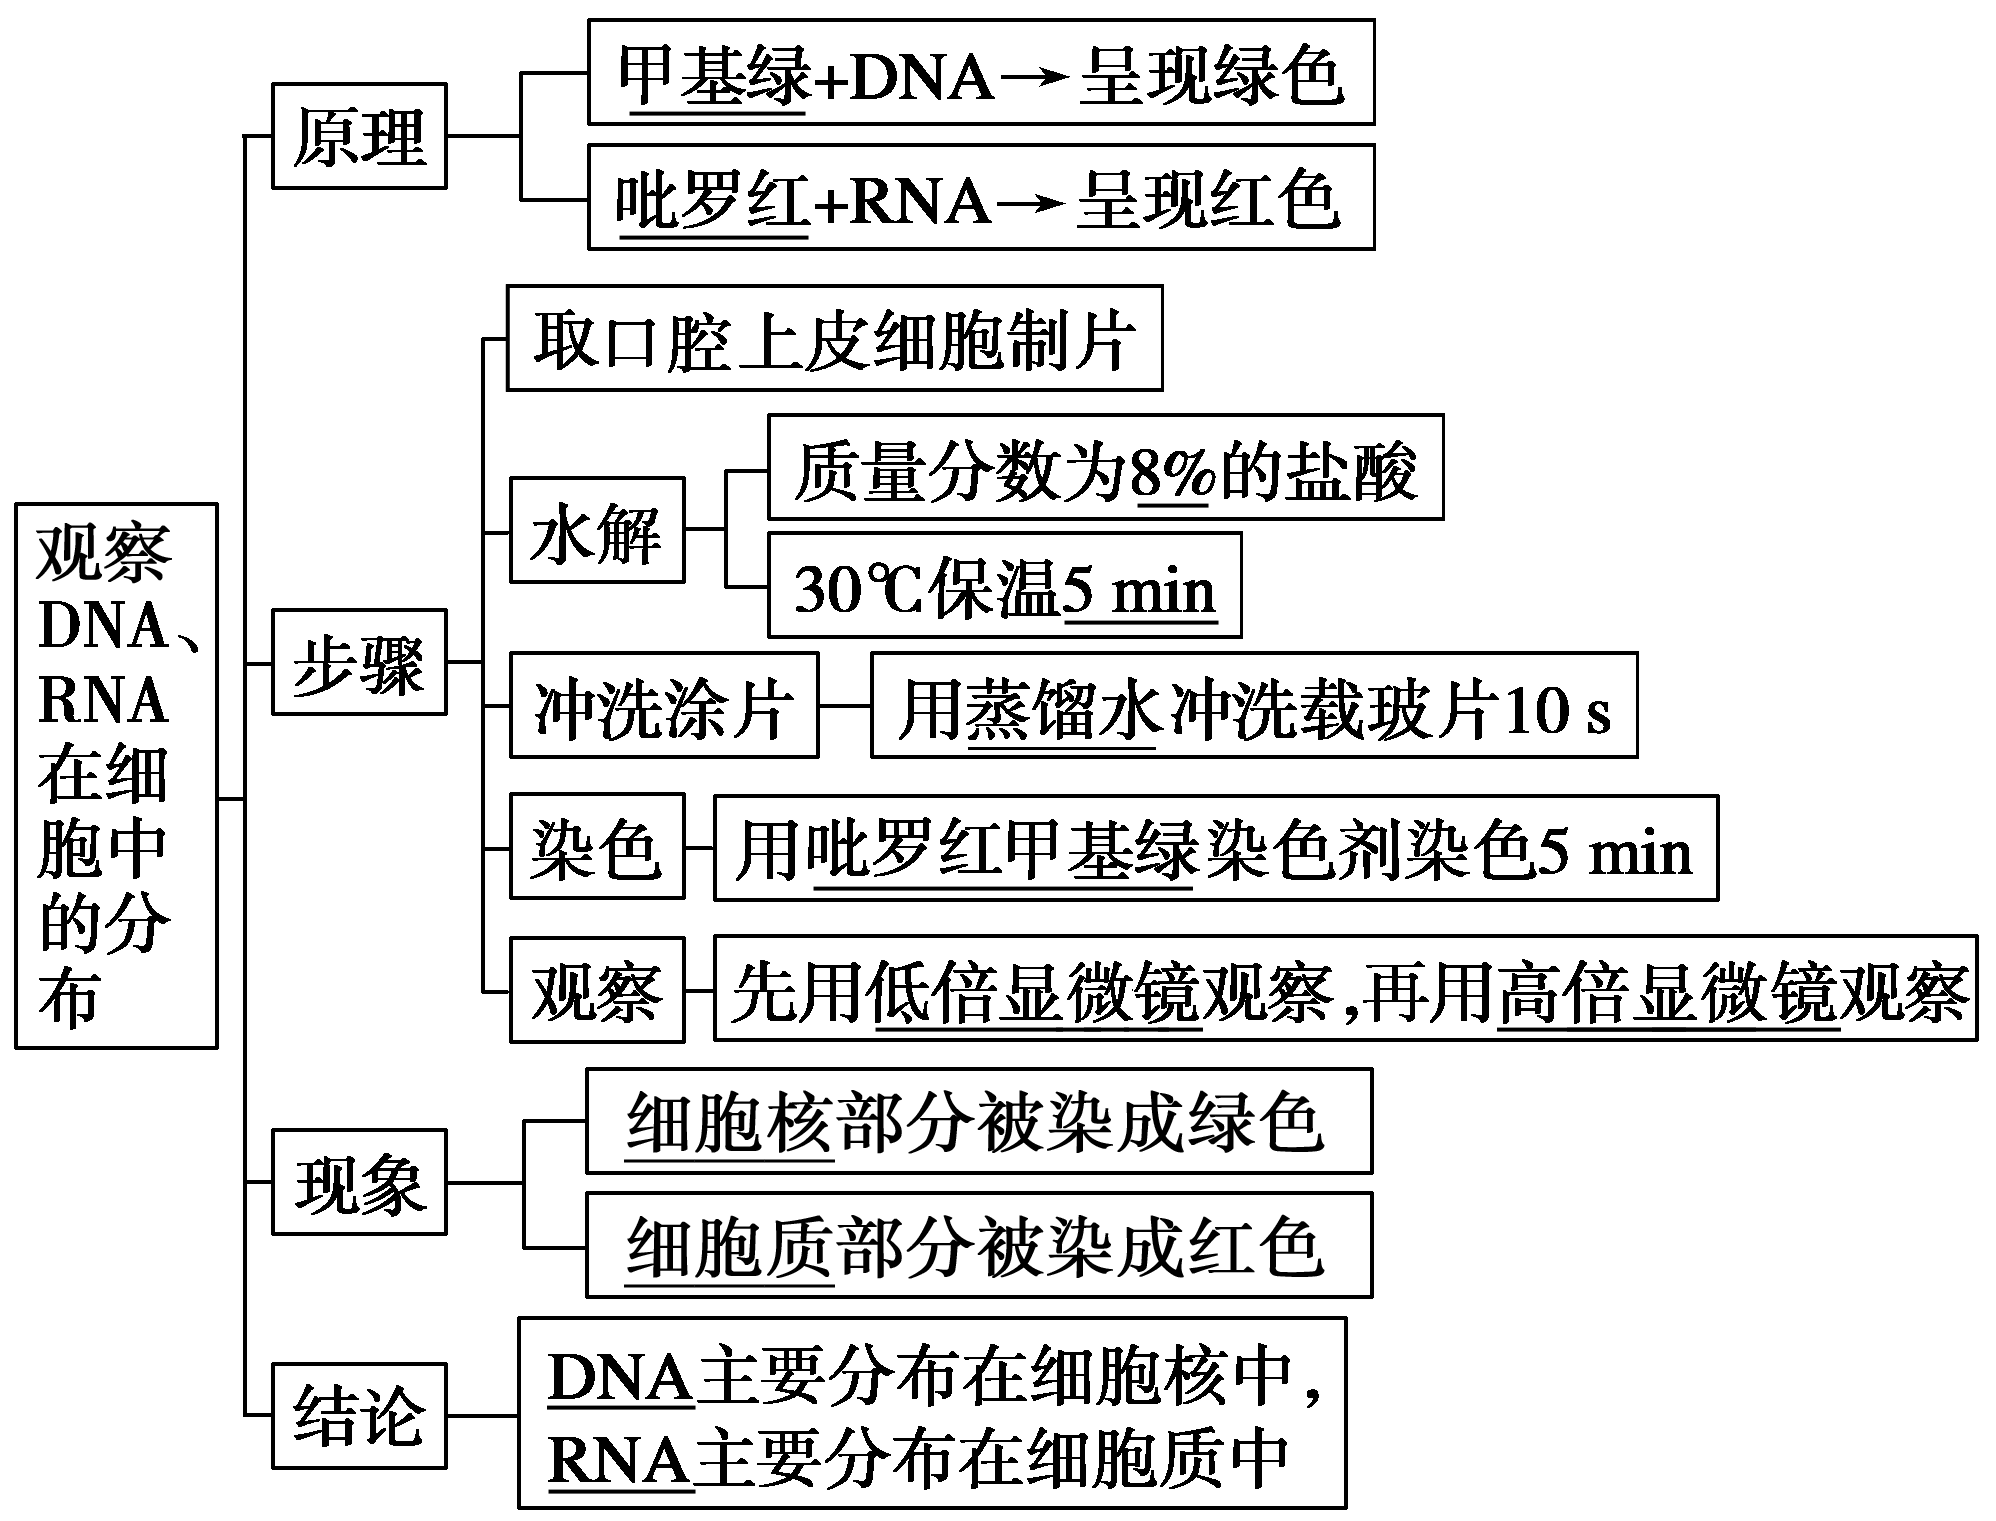 观察
DNA、
RNA
在细
胞中
的分
布
原理
甲基绿+DNA→呈现绿色
吡罗红+RNA→呈现红色
步骤
取口腔上皮细胞制片
水解
质量分数为8%的盐酸
30℃保温5 min
冲洗涂片
用蒸馏水冲洗载玻片10 s
染色
用吡罗红甲基绿染色剂染色5 min
观察
先用低倍显微镜观察,再用高倍显微镜观察
现象
细胞核部分被染成绿色
细胞质部分被染成红色
结论
DNA主要分布在细胞核中,
RNA主要分布在细胞质中